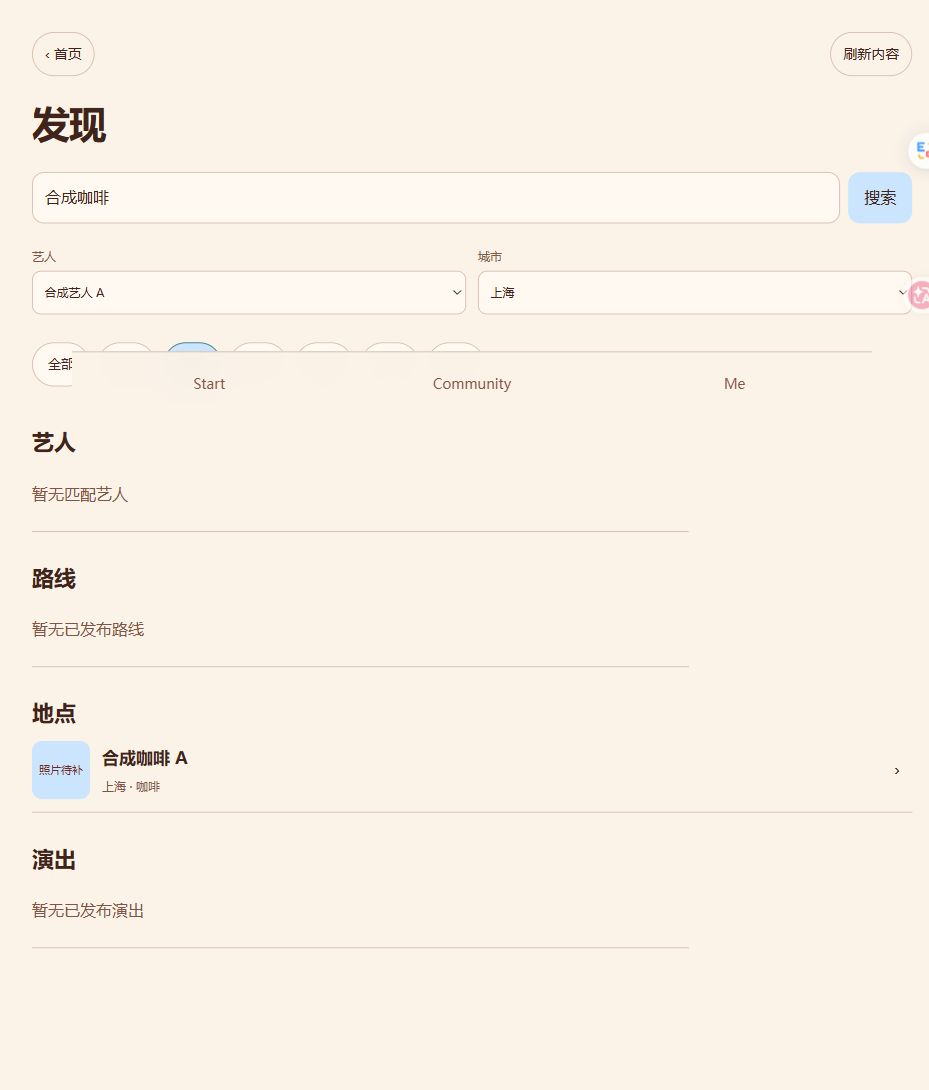 ‹ 首页
刷新内容
发现
合成咖啡
搜索
艺人
城市
合成艺人 A
上海
全部
Start
Community
Me
艺人
暂无匹配艺人
路线
暂无已发布路线
地点
照片待补
合成咖啡 A
上海 · 咖啡
›
演出
暂无已发布演出